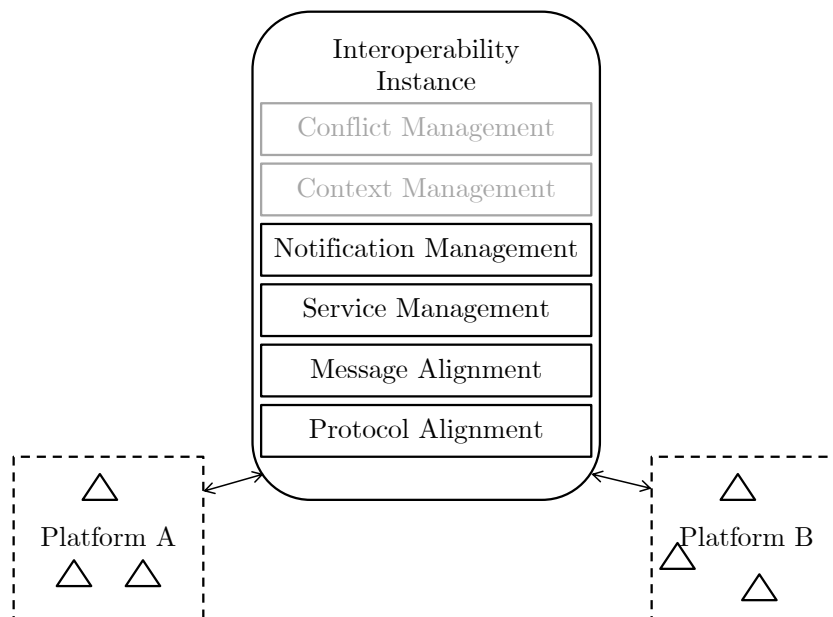 Interoperability
Instance
Conflict Management
Context Management
Notification Management
Service Management
Message Alignment
Protocol Alignment
Platform A
Platform B